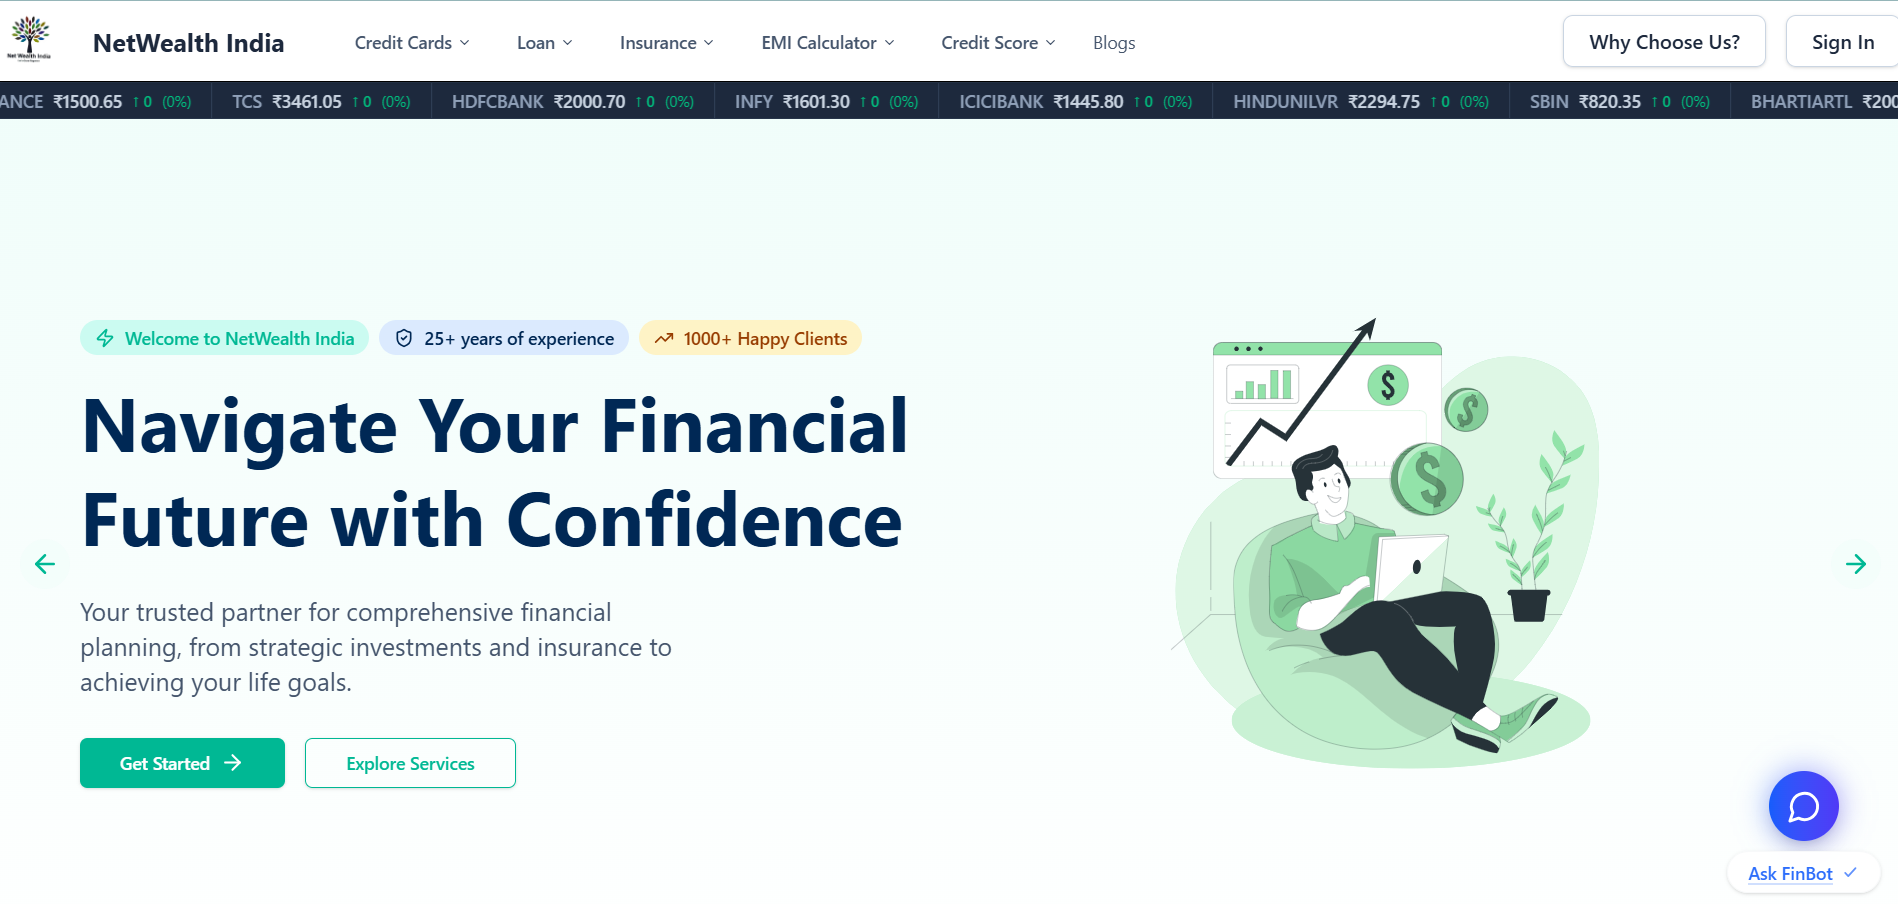 Net Wealth India
NetWealth India
Credit Cards
Loan
Insurance
EMI Calculator
Credit Score
Blogs
Why Choose Us?
Sign In
ANCE ₹1500.65 ↑ 0 (0%)
TCS ₹3461.05 ↑ 0 (0%)
HDFCBANK ₹2000.70 ↑ 0 (0%)
INFY ₹1601.30 ↑ 0 (0%)
ICICIBANK ₹1445.80 ↑ 0 (0%)
HINDUNILVR ₹2294.75 ↑ 0 (0%)
SBIN ₹820.35 ↑ 0 (0%)
BHARTIARTL ₹200
Welcome to NetWealth India
25+ years of experience
1000+ Happy Clients
Navigate Your Financial
Future with Confidence
Your trusted partner for comprehensive financial
planning, from strategic investments and insurance to
achieving your life goals.
Get Started →
Explore Services
$
$
$
Ask FinBot